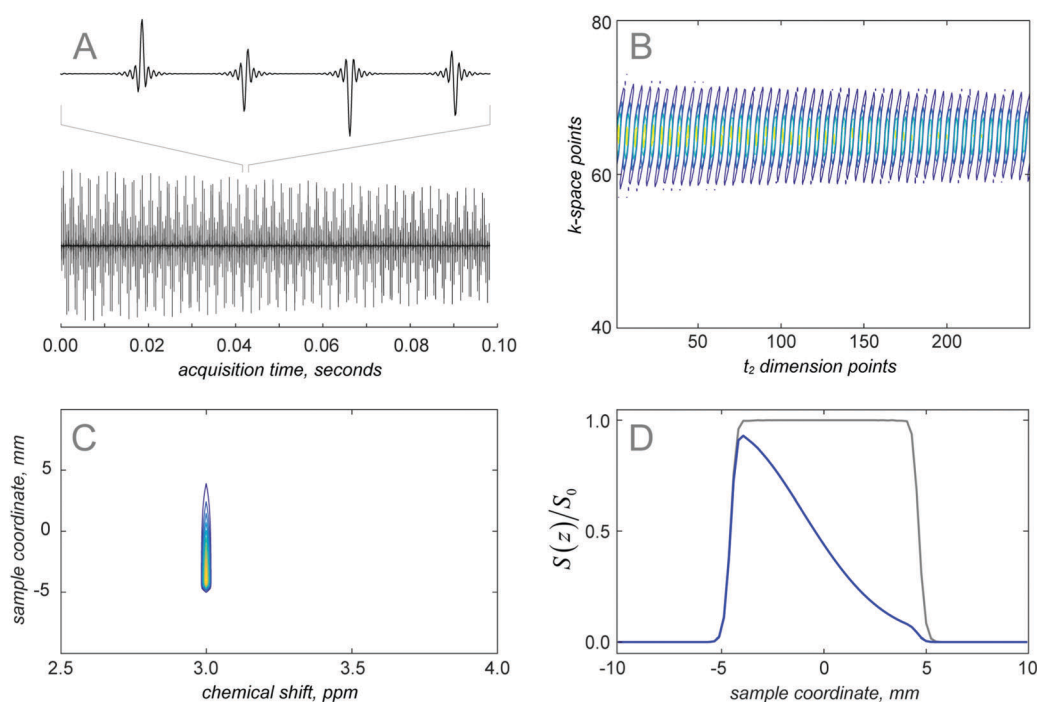 A
0.00 0.02 0.04 0.06 0.08 0.10
acquisition time, seconds
B
80
60
40
k-space points
50 100 150 200
t₂ dimension points
C
5
0
-5
sample coordinate, mm
2.5 3.0 3.5 4.0
chemical shift, ppm
D
1.0
0.5
0.0
S(z)/S₀
-10 -5 0 5 10
sample coordinate, mm